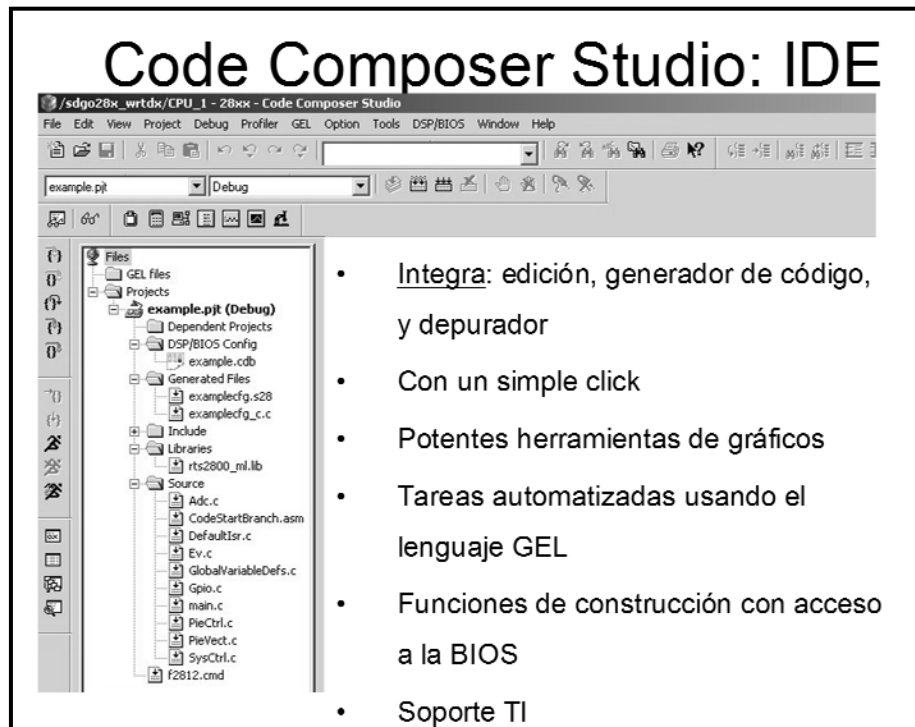 Code Composer Studio: IDE
/sdgo28x_wrtdx/CPU_1 - 28xx - Code Composer Studio
File Edit View Project Debug Profiler GEL Option Tools DSP/BIOS Window Help
example.pjt Debug
Files
GEL files
Projects
example.pjt (Debug)
Dependent Projects
DSP/BIOS Config
example.cdb
Generated Files
examplecfg.s28
examplecfg_c.c
Include
Libraries
rts2800_ml.lib
Source
Adc.c
CodeStartBranch.asm
DefaultIsr.c
Ev.c
GlobalVariableDefs.c
Gpio.c
main.c
PieCtrl.c
PieVect.c
SysCtrl.c
f2812.cmd
• Integra: edición, generador de código,
y depurador
• Con un simple click
• Potentes herramientas de gráficos
• Tareas automatizadas usando el
lenguaje GEL
• Funciones de construcción con acceso
a la BIOS
• Soporte TI